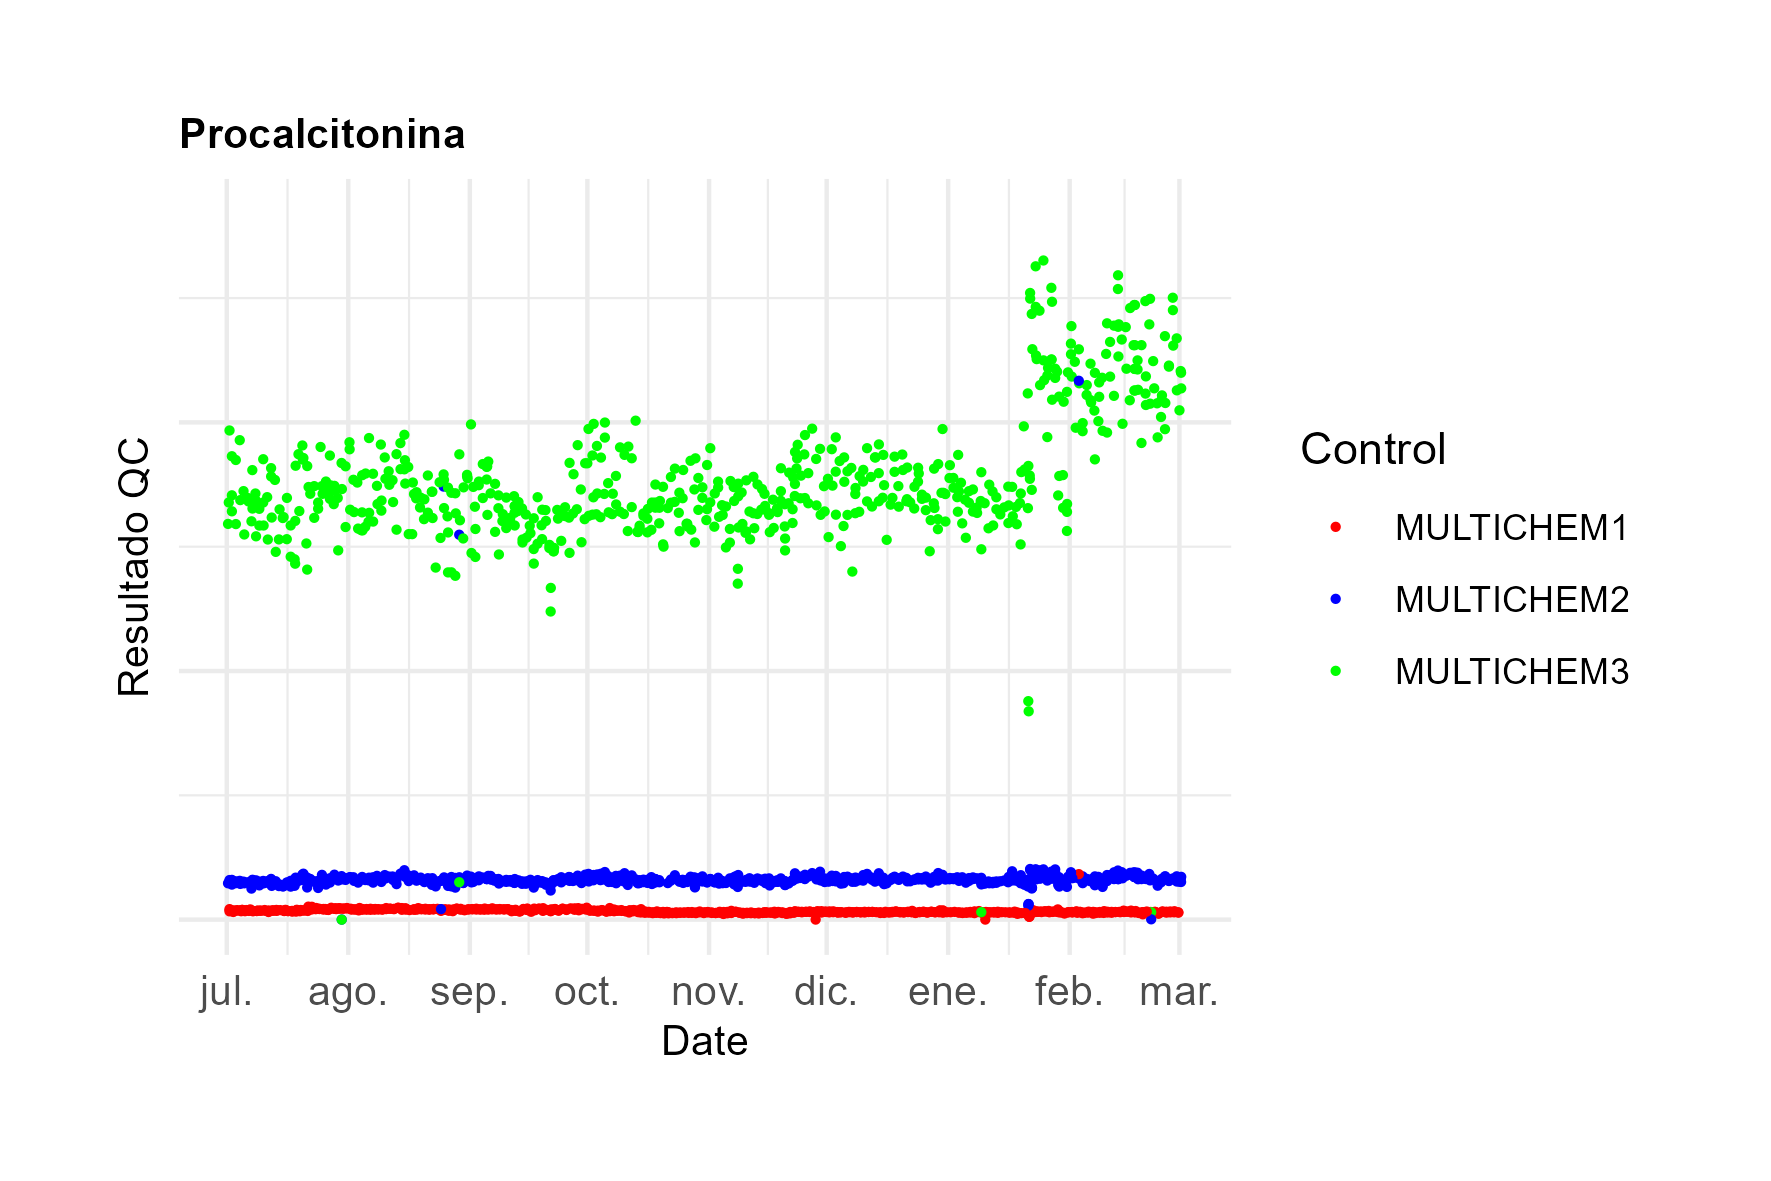 Procalcitonina
Resultado QC
jul. ago. sep. oct. nov. dic. ene. feb. mar.
Date
Control
MULTICHEM1
MULTICHEM2
MULTICHEM3